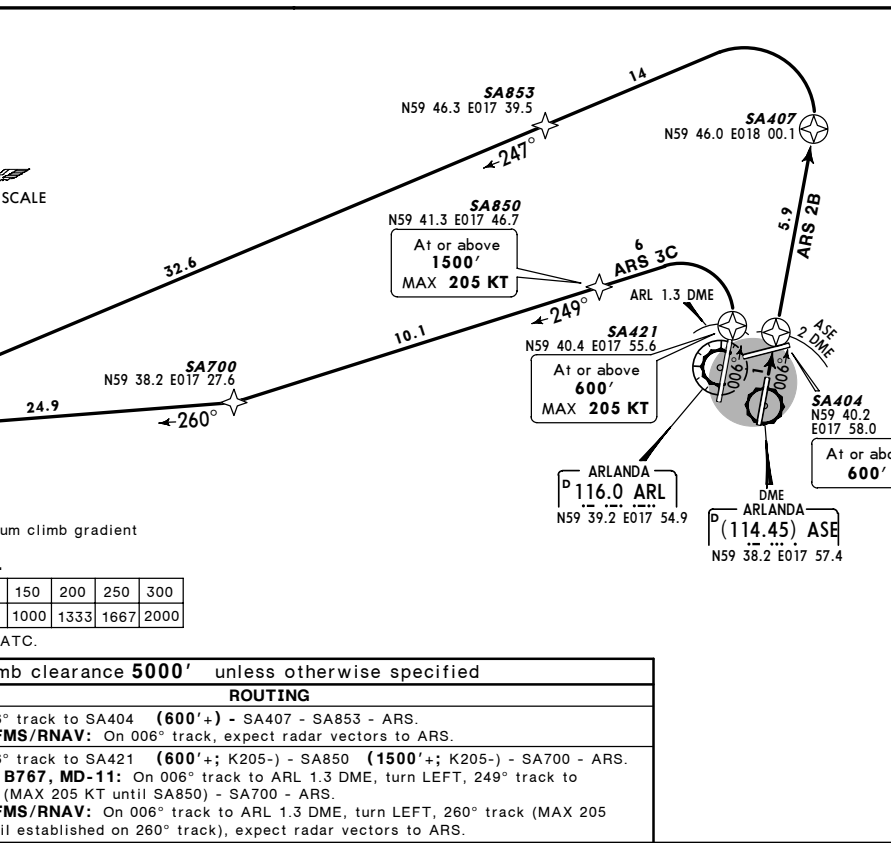 14
SA853
N59 46.3 E017 39.5
SA407
N59 46.0 E018 00.1
247°
SCALE
SA850
N59 41.3 E017 46.7
At or above
1500'
MAX 205 KT
5.9
ARS 2B
6
ARS 3C
32.6
ARL 1.3 DME
249°
SA421
N59 40.4 E017 55.6
ASE
2 DME
10.1
At or above
600'
MAX 205 KT
006°
1
006°
SA700
N59 38.2 E017 27.6
SA404
N59 40.2
E017 58.0
24.9
260°
At or abo
600'
ARLANDA
D 116.0 ARL
N59 39.2 E017 54.9
DME
ARLANDA
D (114.45) ASE
N59 38.2 E017 57.4
um climb gradient
150 200 250 300
1000 1333 1667 2000
ATC.
mb clearance 5000' unless otherwise specified
ROUTING
6° track to SA404 (600'+) - SA407 - SA853 - ARS.
FMS/RNAV: On 006° track, expect radar vectors to ARS.
6° track to SA421 (600'+; K205-) - SA850 (1500'+; K205-) - SA700 - ARS.
B767, MD-11: On 006° track to ARL 1.3 DME, turn LEFT, 249° track to
(MAX 205 KT until SA850) - SA700 - ARS.
FMS/RNAV: On 006° track to ARL 1.3 DME, turn LEFT, 260° track (MAX 205
il established on 260° track), expect radar vectors to ARS.